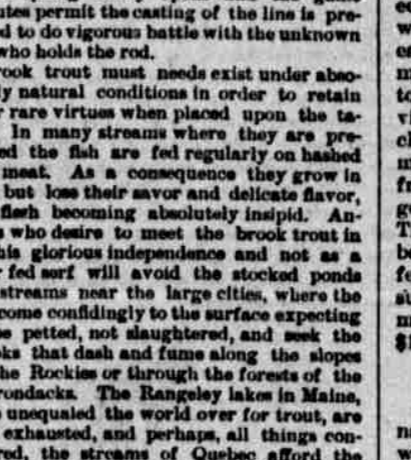 utes permit the casting of the line is pre-
d to do vigorous battle with the unknown
who holds the rod.
rook trout must needs exist under abso-
ly natural conditions in order to retain
r rare virtues when placed upon the ta-
In many streams where they are pre-
ed the fish are fed regularly on hashed
meat. As a consequence they grow in
but lose their savor and delicate flavor,
flesh becoming absolutely insipid. An-
s who desire to meet the brook trout in
his glorious independence and not as a
r fed serf will avoid the stocked ponds
streams near the large cities, where the
come confidingly to the surface expecting
e petted, not slaughtered, and seek the
oks that dash and fume along the slopes
he Rockies or through the forests of the
rondacks. The Rangeley lakes in Maine,
unequaled the world over for trout, are
exhausted, and perhaps, all things con-
red, the streams of Quebec afford the